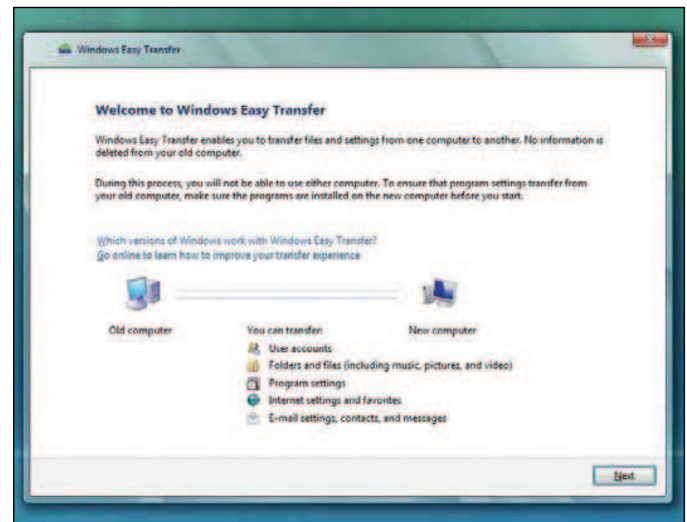 Windows Easy Transfer
Welcome to Windows Easy Transfer
Windows Easy Transfer enables you to transfer files and settings from one computer to another. No information is
deleted from your old computer.
During this process, you will not be able to use either computer. To ensure that program settings transfer from
your old computer, make sure the programs are installed on the new computer before you start.
Which versions of Windows work with Windows Easy Transfer?
Go online to learn how to improve your transfer experience
Old computer
You can transfer:
New computer
User accounts
Folders and files (including music, pictures, and video)
Program settings
Internet settings and favorites
E-mail settings, contacts, and messages
Next